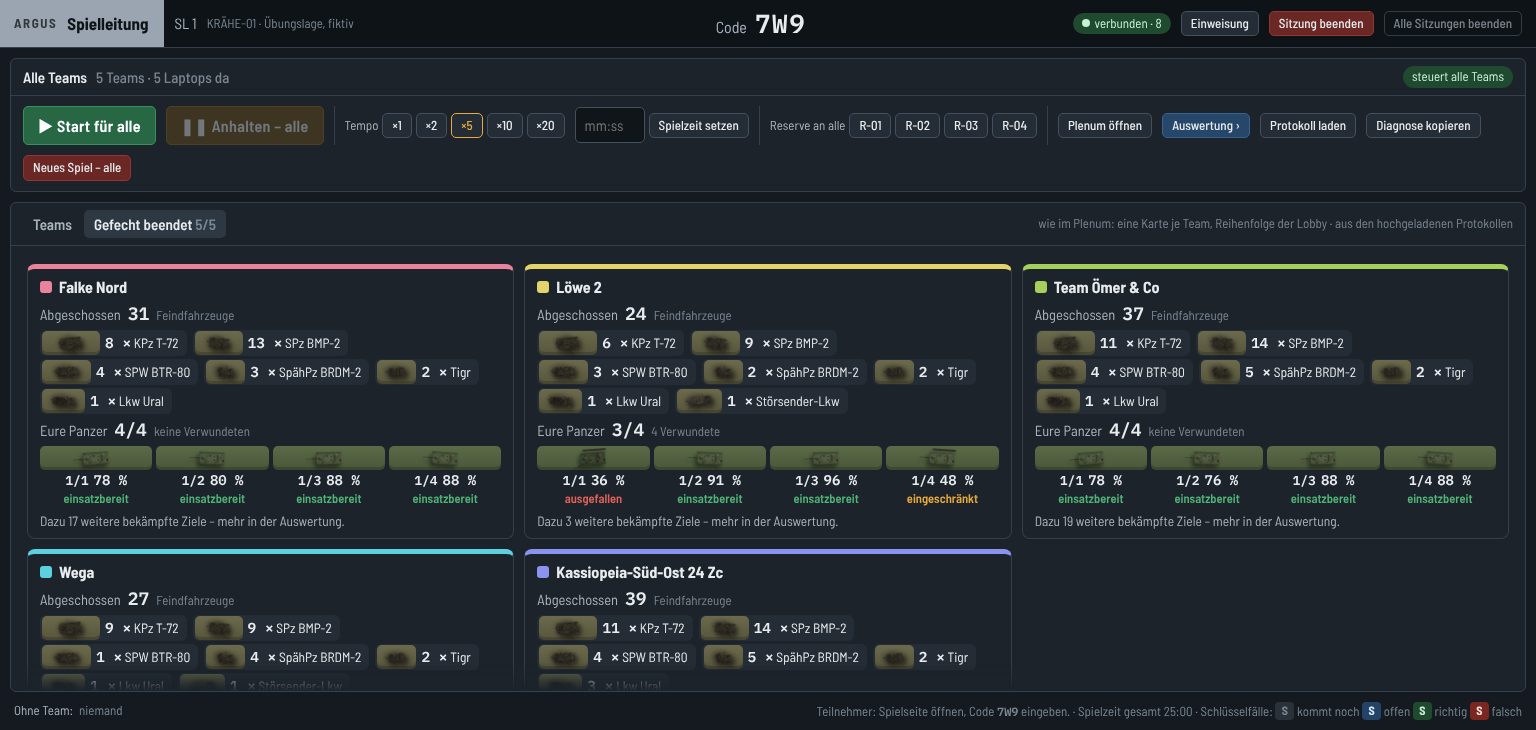 ARGUS Spielleitung SL 1 KRÄHE-01 · Übungslage, fiktiv Code 7W9 verbunden · 8 Einweisung Sitzung beenden Alle Sitzungen beenden
Alle Teams 5 Teams · 5 Laptops da steuert alle Teams
▶ Start für alle ❚❚ Anhalten – alle Tempo ×1 ×2 ×5 ×10 ×20 mm:ss Spielzeit setzen Reserve an alle R-01 R-02 R-03 R-04 Plenum öffnen Auswertung › Protokoll laden Diagnose kopieren
Neues Spiel – alle
Teams Gefecht beendet 5/5 wie im Plenum: eine Karte je Team, Reihenfolge der Lobby · aus den hochgeladenen Protokollen
Falke Nord
Abgeschossen 31 Feindfahrzeuge
8 × KPz T-72 13 × SPz BMP-2
4 × SPW BTR-80 3 × SpähPz BRDM-2 2 × Tigr
1 × Lkw Ural
Eure Panzer 4/4 keine Verwundeten
1/1 78 % 1/2 80 % 1/3 88 % 1/4 88 %
einsatzbereit einsatzbereit einsatzbereit einsatzbereit
Dazu 17 weitere bekämpfte Ziele – mehr in der Auswertung.
Löwe 2
Abgeschossen 24 Feindfahrzeuge
6 × KPz T-72 9 × SPz BMP-2
3 × SPW BTR-80 2 × SpähPz BRDM-2 2 × Tigr
1 × Lkw Ural 1 × Störsender-Lkw
Eure Panzer 3/4 4 Verwundete
1/1 36 % 1/2 91 % 1/3 96 % 1/4 48 %
ausgefallen einsatzbereit einsatzbereit eingeschränkt
Dazu 3 weitere bekämpfte Ziele – mehr in der Auswertung.
Team Ömer & Co
Abgeschossen 37 Feindfahrzeuge
11 × KPz T-72 14 × SPz BMP-2
4 × SPW BTR-80 5 × SpähPz BRDM-2 2 × Tigr
1 × Lkw Ural
Eure Panzer 4/4 keine Verwundeten
1/1 78 % 1/2 76 % 1/3 88 % 1/4 88 %
einsatzbereit einsatzbereit einsatzbereit einsatzbereit
Dazu 19 weitere bekämpfte Ziele – mehr in der Auswertung.
Wega
Abgeschossen 27 Feindfahrzeuge
9 × KPz T-72 9 × SPz BMP-2
1 × SPW BTR-80 4 × SpähPz BRDM-2 2 × Tigr
1 × Lkw Ural 1 × Störsender-Lkw
Kassiopeia-Süd-Ost 24 Zc
Abgeschossen 39 Feindfahrzeuge
11 × KPz T-72 14 × SPz BMP-2
4 × SPW BTR-80 5 × SpähPz BRDM-2 2 × Tigr
3 × Lkw Ural
Ohne Team: niemand Teilnehmer: Spielseite öffnen, Code 7W9 eingeben. · Spielzeit gesamt 25:00 · Schlüsselfälle: S kommt noch S offen S richtig S falsch